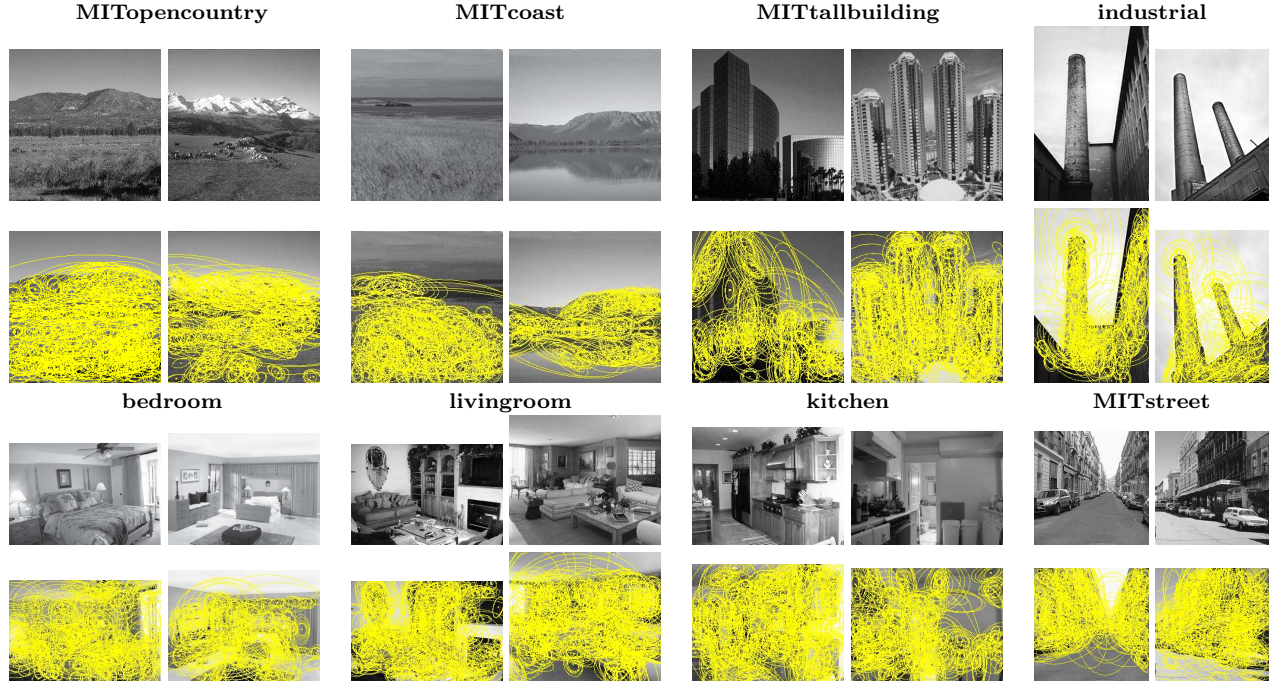 MITopencountry
MITcoast
MITtallbuilding
industrial
bedroom
livingroom
kitchen
MITstreet